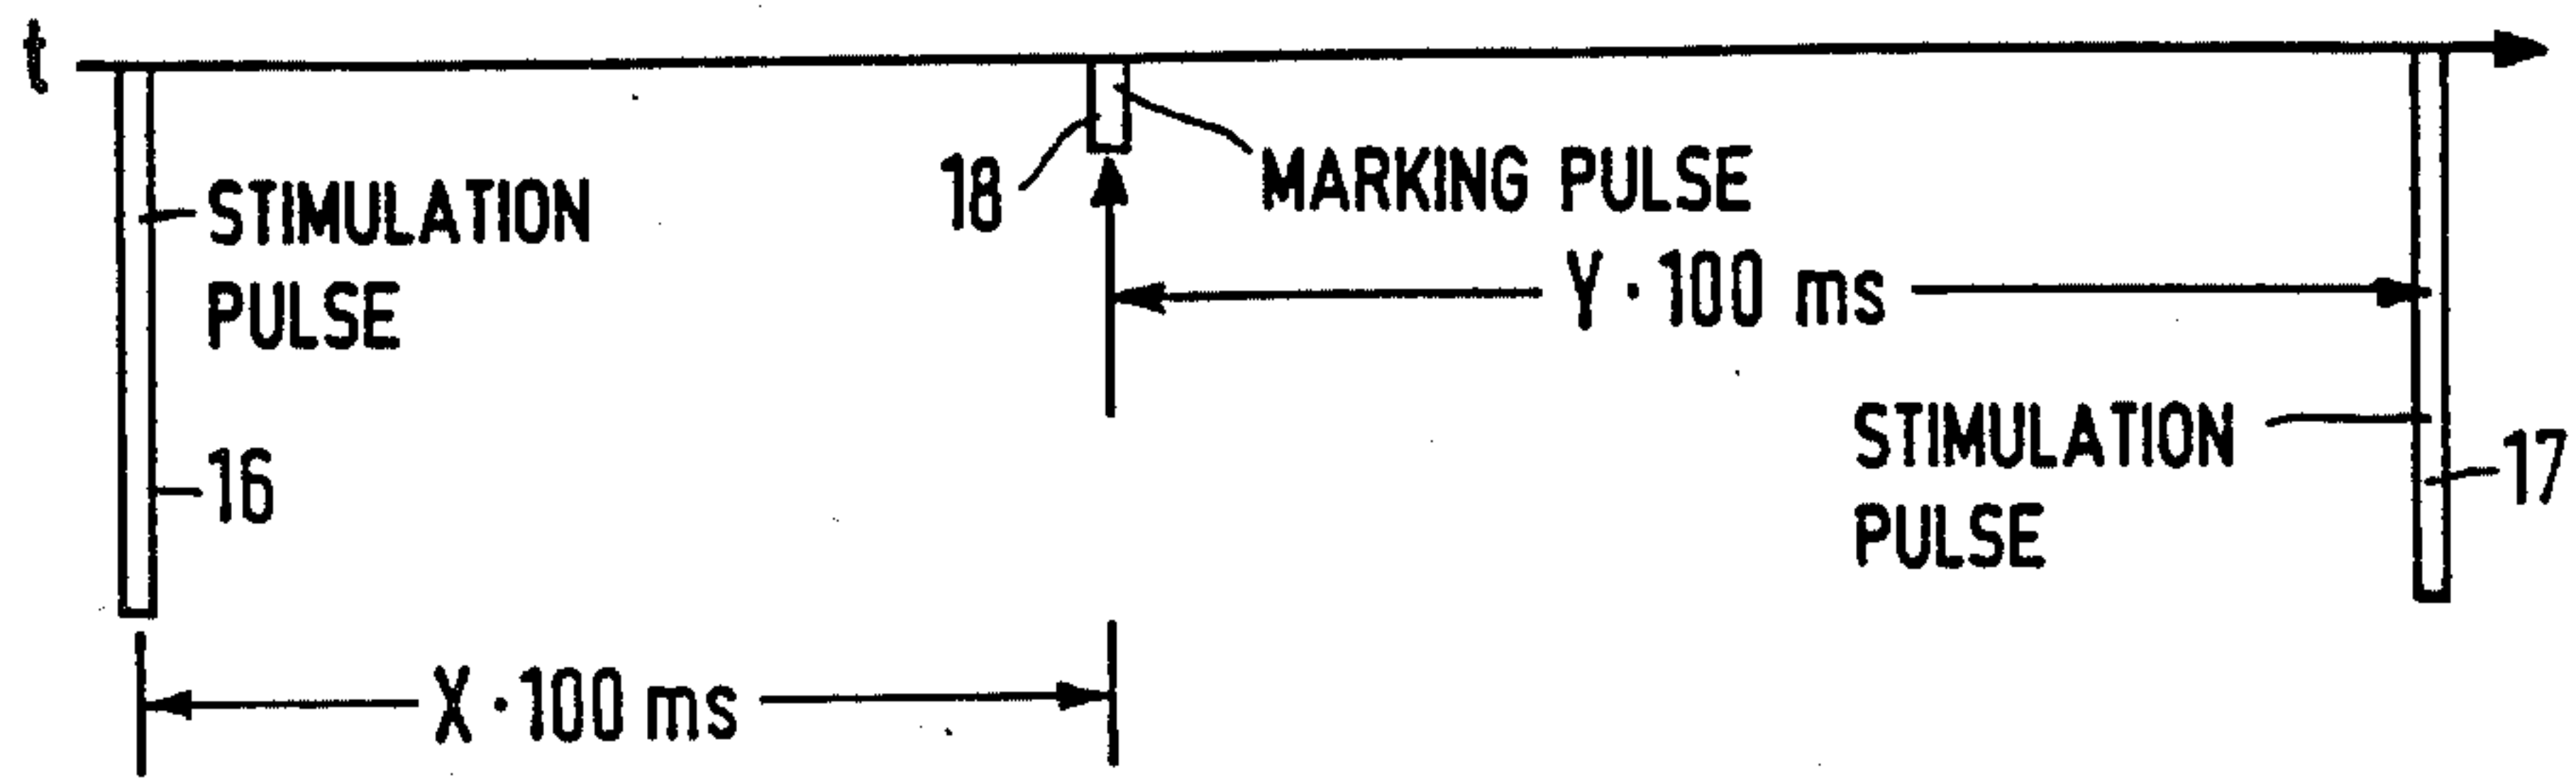 t
STIMULATION
PULSE
16
18
MARKING PULSE
Y · 100 ms
STIMULATION
PULSE
17
X · 100 ms